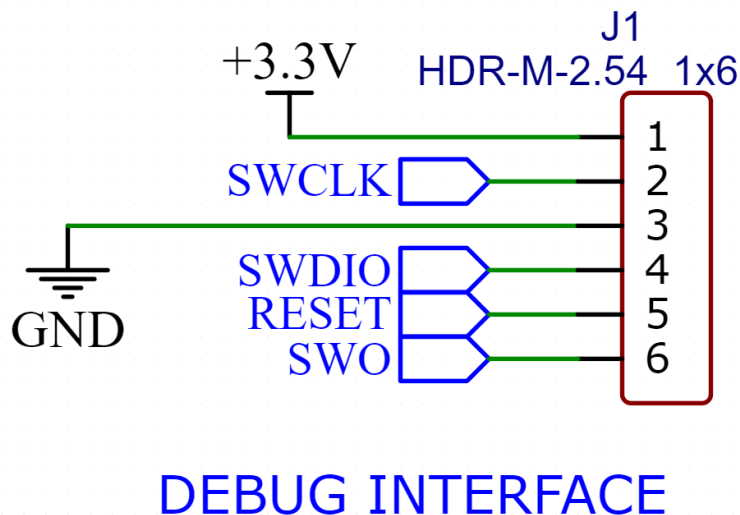 J1
HDR-M-2.54 1x6
+3.3V
1
SWCLK 2
3
GND
SWDIO 4
RESET 5
SWO 6
DEBUG INTERFACE